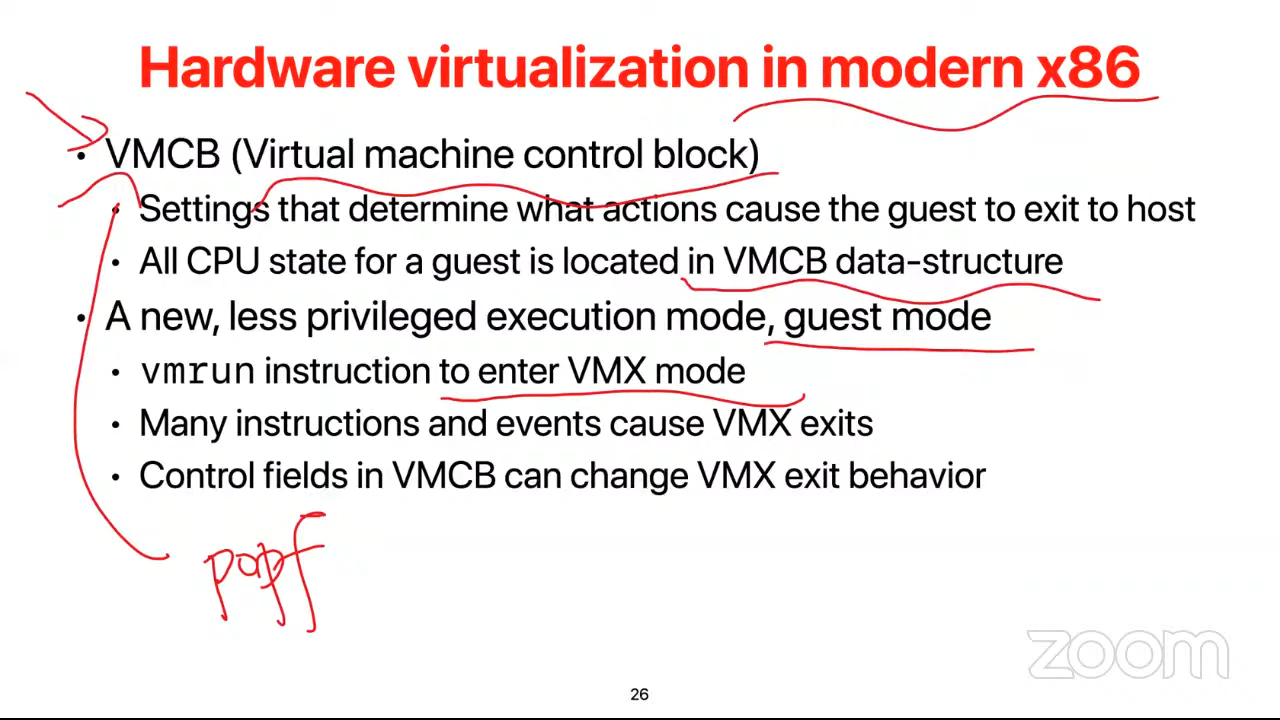 Hardware virtualization in modern x86
• VMCB (Virtual machine control block)
• Settings that determine what actions cause the guest to exit to host
• All CPU state for a guest is located in VMCB data-structure
• A new, less privileged execution mode, guest mode
• vmrun instruction to enter VMX mode
• Many instructions and events cause VMX exits
• Control fields in VMCB can change VMX exit behavior
popf
zoom
26